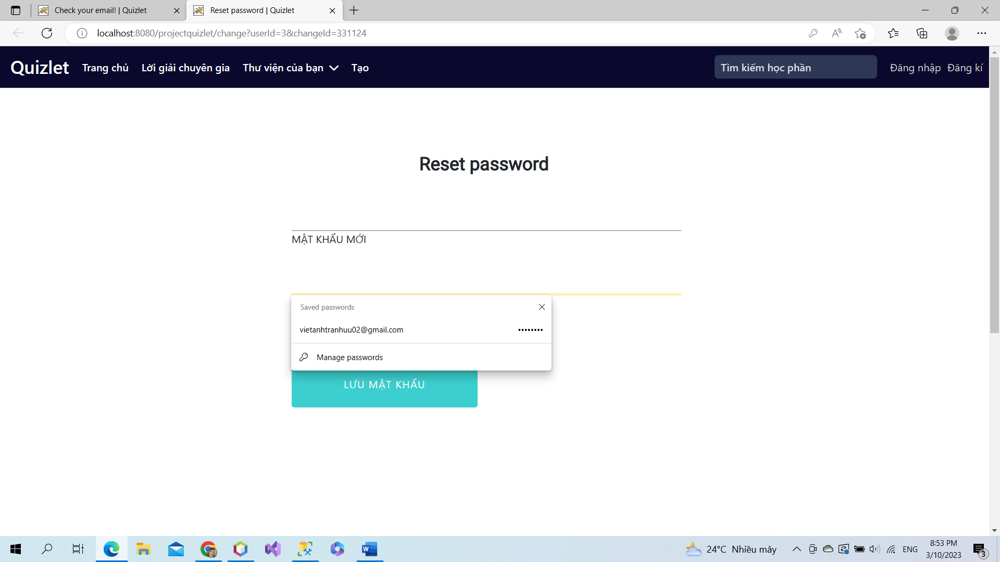 Check your email! | Quizlet
Reset password | Quizlet
localhost:8080/projectquizlet/change?userId=3&changeId=331124
Quizlet Trang chủ Lời giải chuyên gia Thư viện của bạn Tạo Tìm kiếm học phần Đăng nhập Đăng kí
Reset password
MẬT KHẨU MỚI
Saved passwords
vietanhtranhuu02@gmail.com ••••••••
Manage passwords
LƯU MẬT KHẨU
24°C Nhiều mây
ENG
8:53 PM
3/10/2023
3